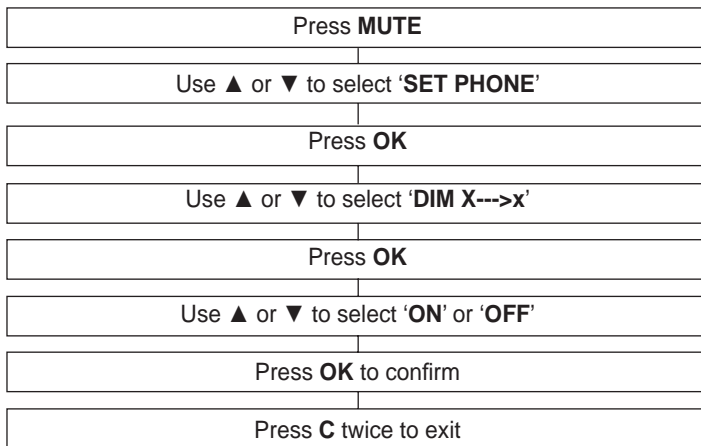 Press MUTE
Use ▲ or ▼ to select ‘SET PHONE’
Press OK
Use ▲ or ▼ to select ‘DIM X--->x’
Press OK
Use ▲ or ▼ to select ‘ON’ or ‘OFF’
Press OK to confirm
Press C twice to exit